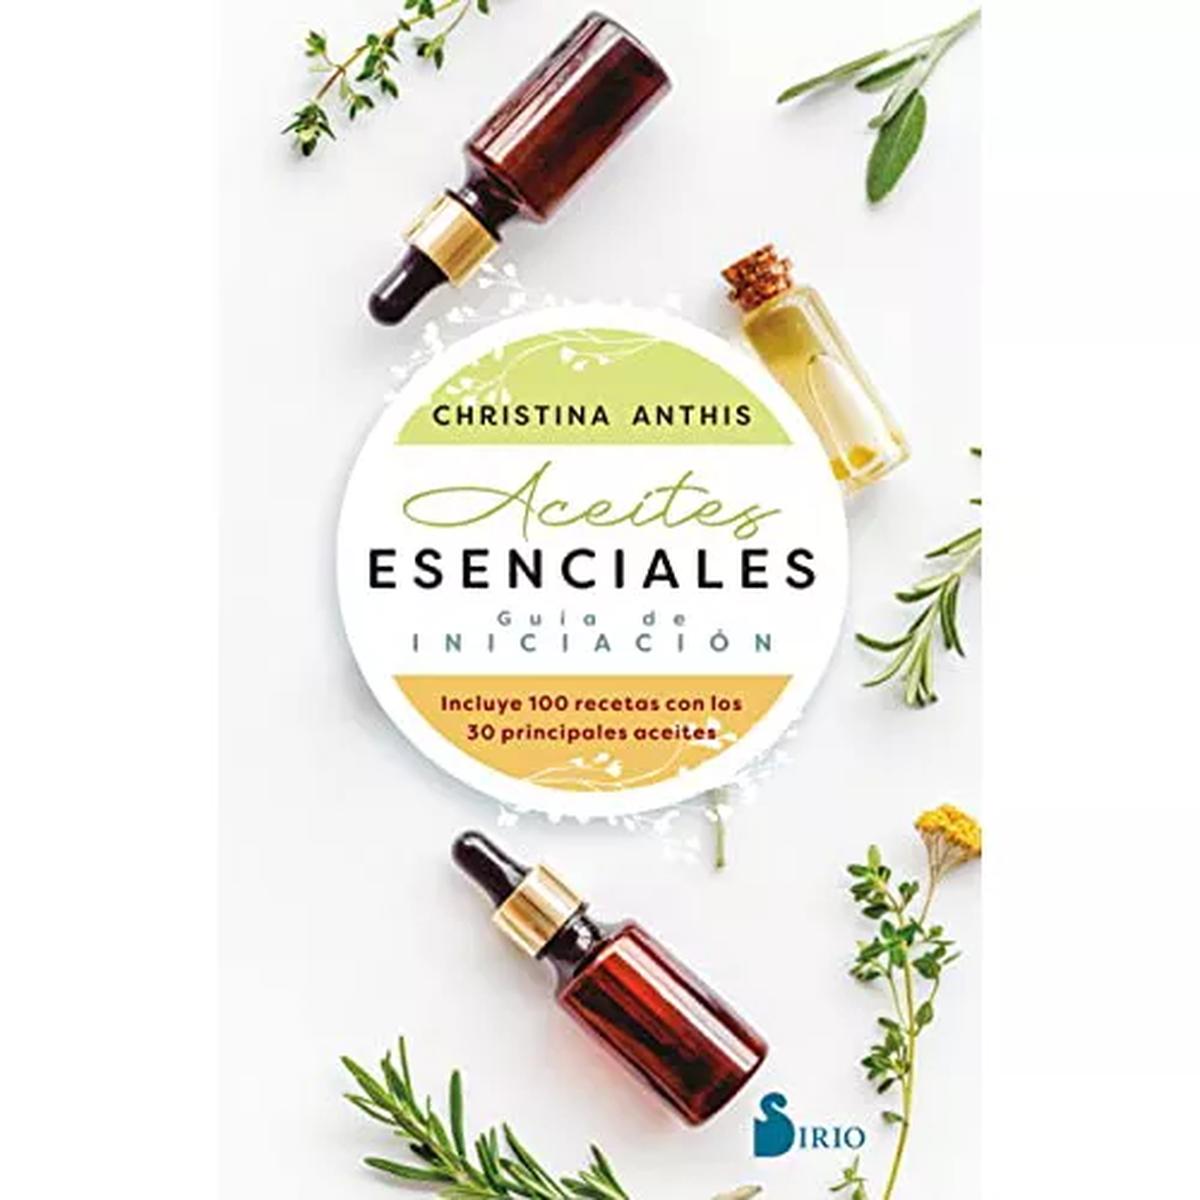 CHRISTINA ANTHIS
Aceites
ESENCIALES
Guía de
INICIACIÓN
Incluye 100 recetas con los
30 principales aceites
SIRIO